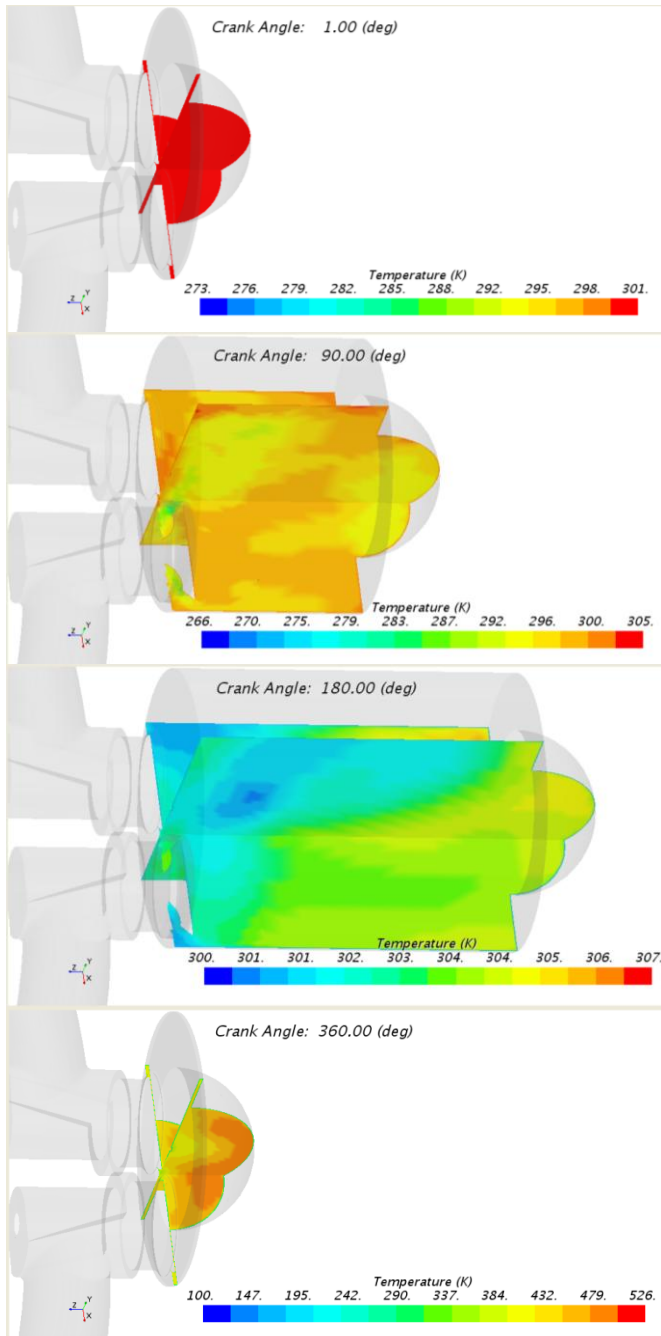 Crank Angle: 1.00 (deg)
Temperature (K)
273. 276. 279. 282. 285. 288. 292. 295. 298. 301.
Z Y X
Crank Angle: 90.00 (deg)
Temperature (K)
266. 270. 275. 279. 283. 287. 292. 296. 300. 305.
Z Y X
Crank Angle: 180.00 (deg)
Temperature (K)
300. 301. 301. 302. 303. 304. 304. 305. 306. 307.
Z Y X
Crank Angle: 360.00 (deg)
Temperature (K)
100. 147. 195. 242. 290. 337. 384. 432. 479. 526.
Z Y X